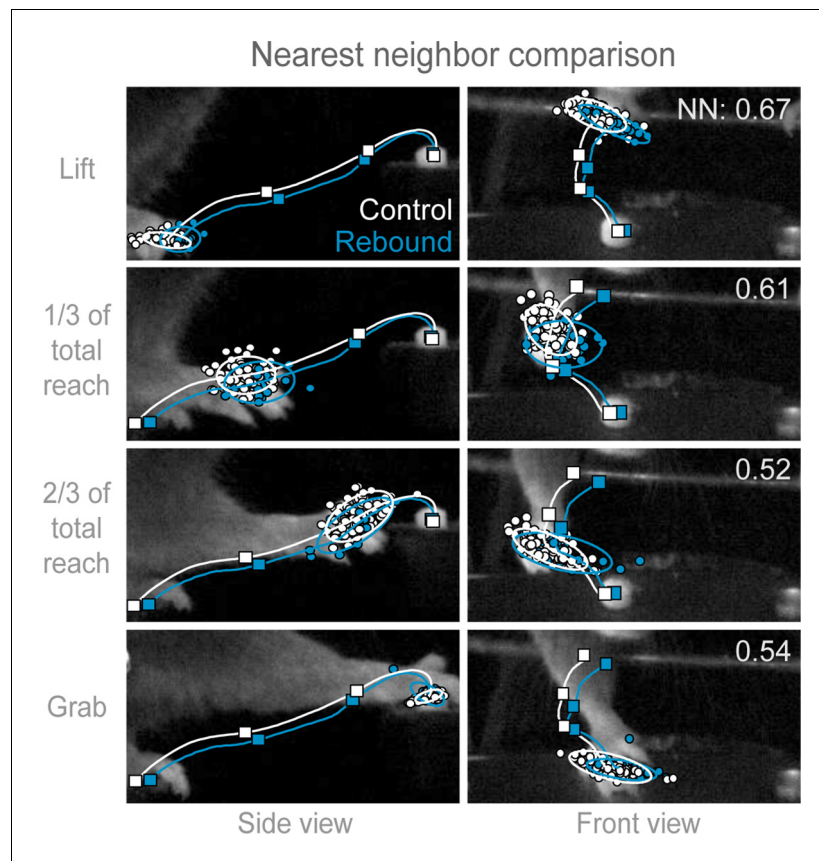 Nearest neighbor comparison
Lift
NN: 0.67
Control
Rebound
1/3 of
total
reach
0.61
2/3 of
total
reach
0.52
Grab
0.54
Side view
Front view